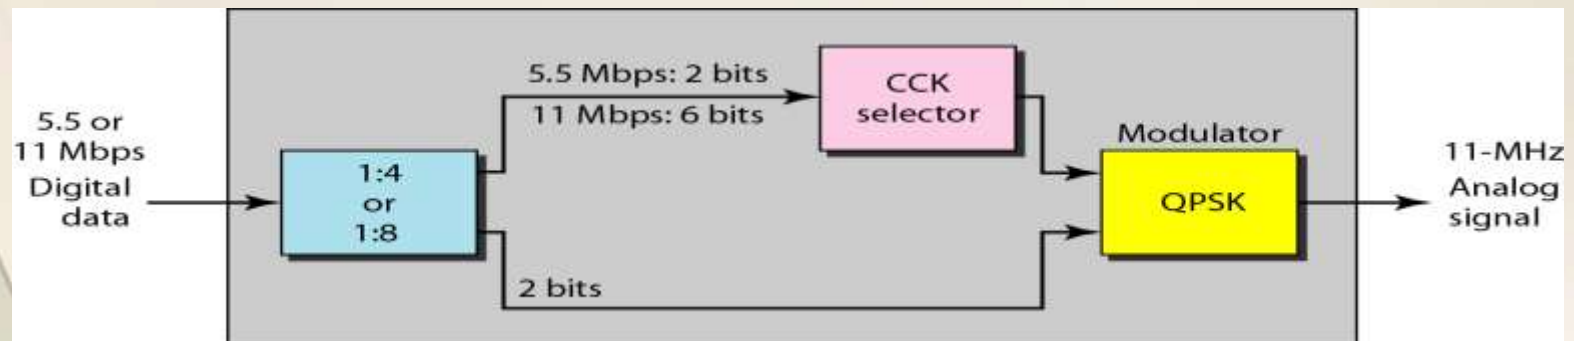 5.5 or
11 Mbps
Digital
data
1:4
or
1:8
5.5 Mbps: 2 bits
11 Mbps: 6 bits
2 bits
CCK
selector
Modulator
QPSK
11-MHz
Analog
signal